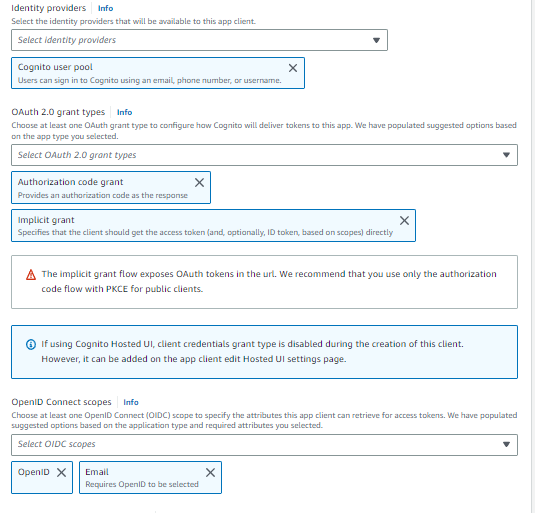 Identity providers Info
Select the identity providers that will be available to this app client.
Select identity providers
Cognito user pool
Users can sign in to Cognito using an email, phone number, or username.
OAuth 2.0 grant types Info
Choose at least one OAuth grant type to configure how Cognito will deliver tokens to this app. We have populated suggested options based
on the app type you selected.
Select OAuth 2.0 grant types
Authorization code grant
Provides an authorization code as the response
Implicit grant
Specifies that the client should get the access token (and, optionally, ID token, based on scopes) directly
The implicit grant flow exposes OAuth tokens in the url. We recommend that you use only the authorization
code flow with PKCE for public clients.
If using Cognito Hosted UI, client credentials grant type is disabled during the creation of this client.
However, it can be added on the app client edit Hosted UI settings page.
OpenID Connect scopes Info
Choose at least one OpenID Connect (OIDC) scope to specify the attributes this app client can retrieve for access tokens. We have populated
suggested options based on the application type and required attributes you selected.
Select OIDC scopes
OpenID
Email
Requires OpenID to be selected